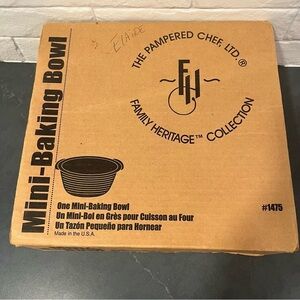 ELAINE
THE PAMPERED CHEF, LTD.®
FH
FAMILY HERITAGE™ COLLECTION
Mini-Baking Bowl
One Mini-Baking Bowl
Un Mini-Bol en Grès pour Cuisson au Four
Un Tazón Pequeño para Hornear
Made in the U.S.A.
#1475